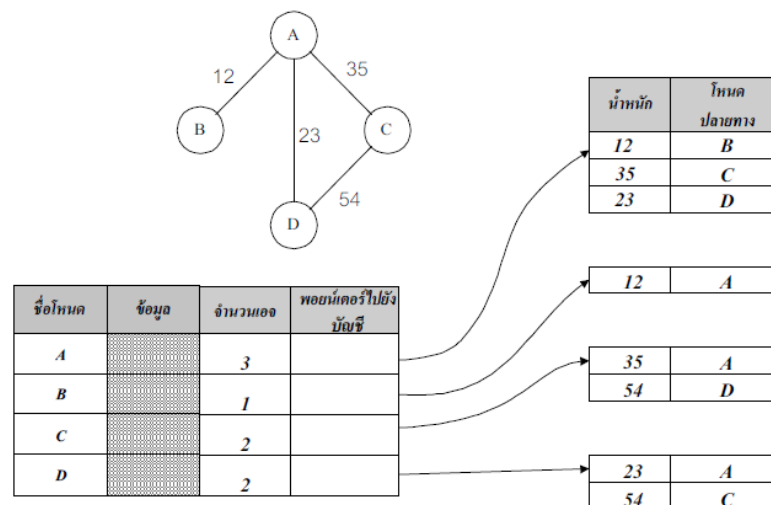 A
12
35
B
23
C
54
D
น้ำหนัก โหนด
ปลายทาง
12 B
35 C
23 D
12 A
35 A
54 D
23 A
54 C
ชื่อโหนด ข้อมูล จำนวนเอจ พอยน์เตอร์ไปยัง
บัญชี
A 3
B 1
C 2
D 2